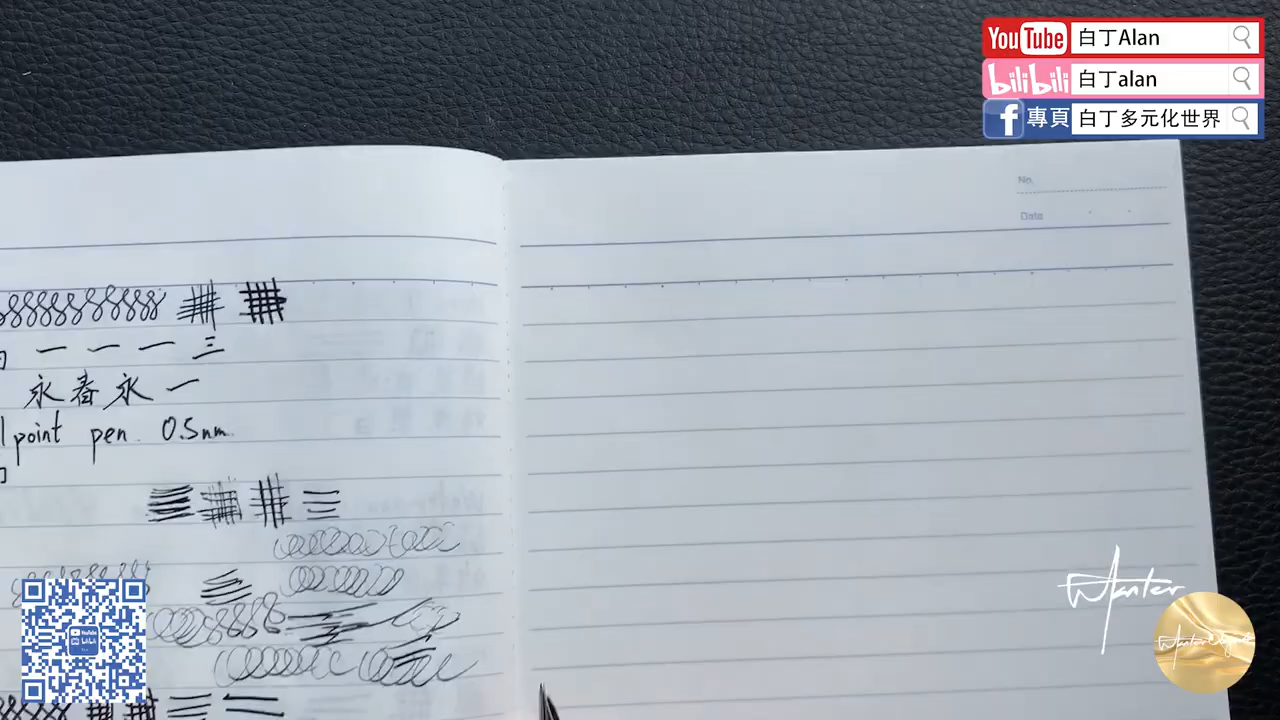 YouTube 白丁Alan
bilibili 白丁alan
f 專頁 白丁多元化世界
No.
Date
一 一 一 三
永春永一
point pen. 0.5mm